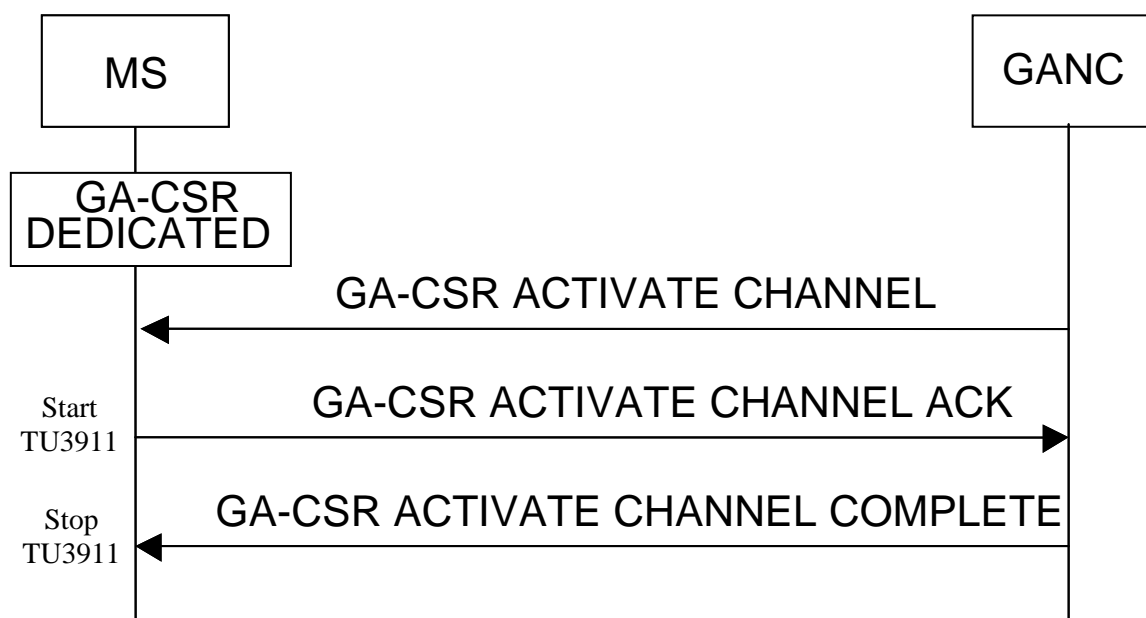 MS
GANC
GA-CSR
DEDICATED
GA-CSR ACTIVATE CHANNEL
Start
TU3911
GA-CSR ACTIVATE CHANNEL ACK
Stop
TU3911
GA-CSR ACTIVATE CHANNEL COMPLETE